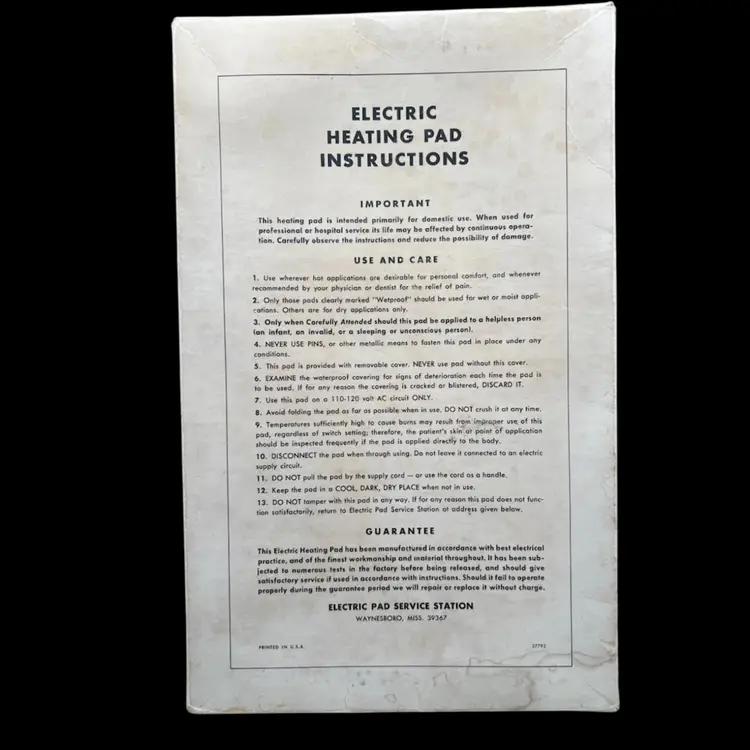 ELECTRIC
HEATING PAD
INSTRUCTIONS
IMPORTANT
This heating pad is intended primarily for domestic use. When used for
professional or hospital service its life may be affected by continuous opera-
tion. Carefully observe the instructions and reduce the possibility of damage.
USE AND CARE
1. Use wherever hot applications are desirable for personal comfort, and whenever
recommended by your physician or dentist for the relief of pain.
2. Only those pads clearly marked "Wetproof" should be used for wet or moist appli-
cations. Others are for dry applications only.
3. Only when Carefully Attended should this pad be applied to a helpless person
(an infant, an invalid, or a sleeping or unconscious person).
4. NEVER USE PINS, or other metallic means to fasten this pad in place under any
conditions.
5. This pad is provided with removable cover. NEVER use pad without this cover.
6. EXAMINE the waterproof covering for signs of deterioration each time the pad is
to be used. If for any reason the covering is cracked or blistered, DISCARD IT.
7. Use this pad on a 110-120 volt AC circuit ONLY.
8. Avoid folding the pad as far as possible when in use. DO NOT crush it at any time.
9. Temperatures sufficiently high to cause burns may result from improper use of this
pad, regardless of switch setting; therefore, the patient's skin at point of application
should be inspected frequently if the pad is applied directly to the body.
10. DISCONNECT the pad when through using. Do not leave it connected to an electric
supply circuit.
11. DO NOT pull the pad by the supply cord — or use the cord as a handle.
12. Keep the pad in a COOL, DARK, DRY PLACE when not in use.
13. DO NOT tamper with this pad in any way. If for any reason this pad does not func-
tion satisfactorily, return to Electric Pad Service Station at address given below.
GUARANTEE
This Electric Heating Pad has been manufactured in accordance with best electrical
practice, and of the finest workmanship and material throughout. It has been sub-
jected to numerous tests in the factory before being released, and should give
satisfactory service if used in accordance with instructions. Should it fail to operate
properly during the guarantee period we will repair or replace it without charge.
ELECTRIC PAD SERVICE STATION
WAYNESBORO, MISS. 39367
PRINTED IN U.S.A.
27792